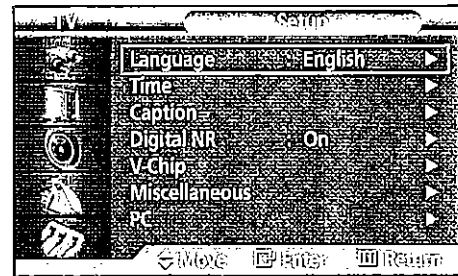 TV Setup
Language : English
Time
Caption
Digital NR : On
V-Chip
Miscellaneous
PC
Move Enter Return